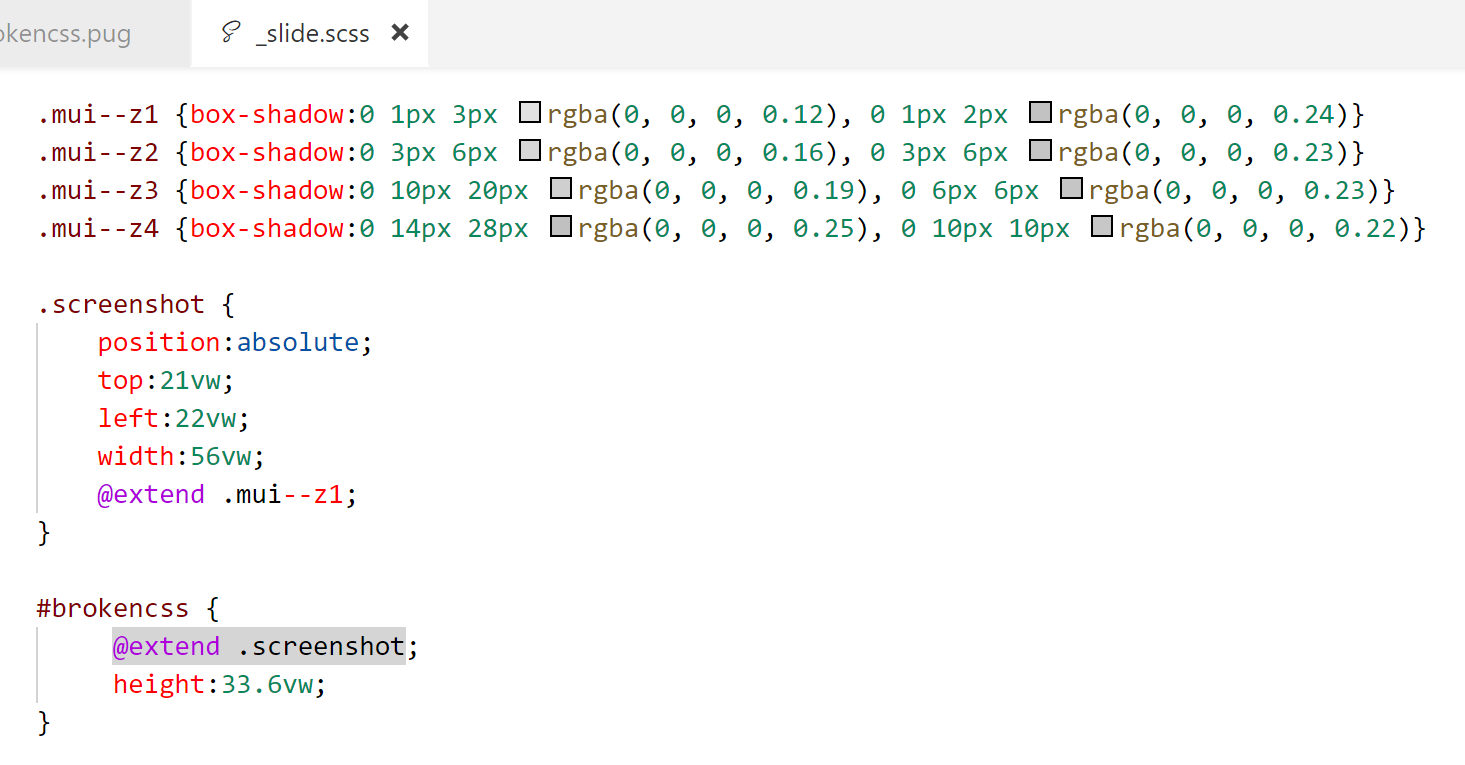 okencss.pug
_slide.scss
.mui--z1 {box-shadow:0 1px 3px rgba(0, 0, 0, 0.12), 0 1px 2px rgba(0, 0, 0, 0.24)}
.mui--z2 {box-shadow:0 3px 6px rgba(0, 0, 0, 0.16), 0 3px 6px rgba(0, 0, 0, 0.23)}
.mui--z3 {box-shadow:0 10px 20px rgba(0, 0, 0, 0.19), 0 6px 6px rgba(0, 0, 0, 0.23)}
.mui--z4 {box-shadow:0 14px 28px rgba(0, 0, 0, 0.25), 0 10px 10px rgba(0, 0, 0, 0.22)}
.screenshot {
position:absolute;
top:21vw;
left:22vw;
width:56vw;
@extend .mui--z1;
}
#brokencss {
@extend .screenshot;
height:33.6vw;
}